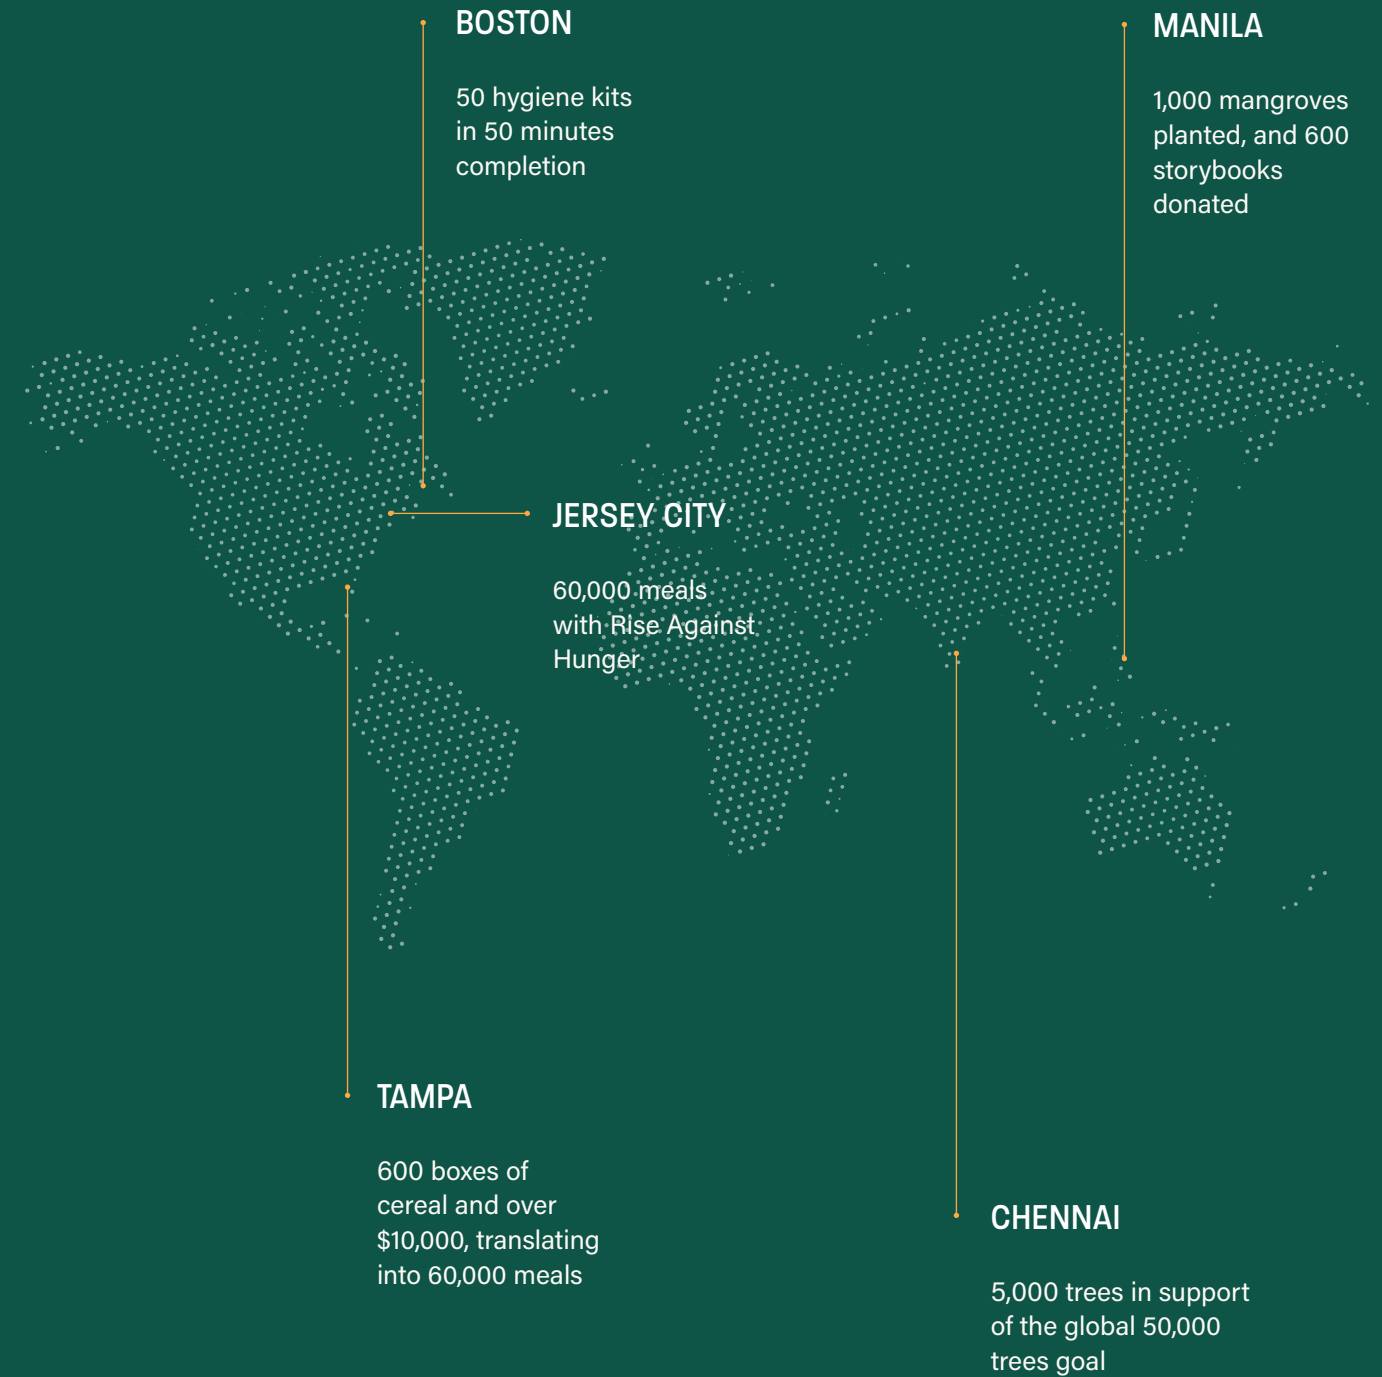 BOSTON
50 hygiene kits
in 50 minutes
completion
MANILA
1,000 mangroves
planted, and 600
storybooks
donated
JERSEY CITY
60,000 meals
with Rise Against
Hunger
TAMPA
600 boxes of
cereal and over
$10,000, translating
into 60,000 meals
CHENNAI
5,000 trees in support
of the global 50,000
trees goal